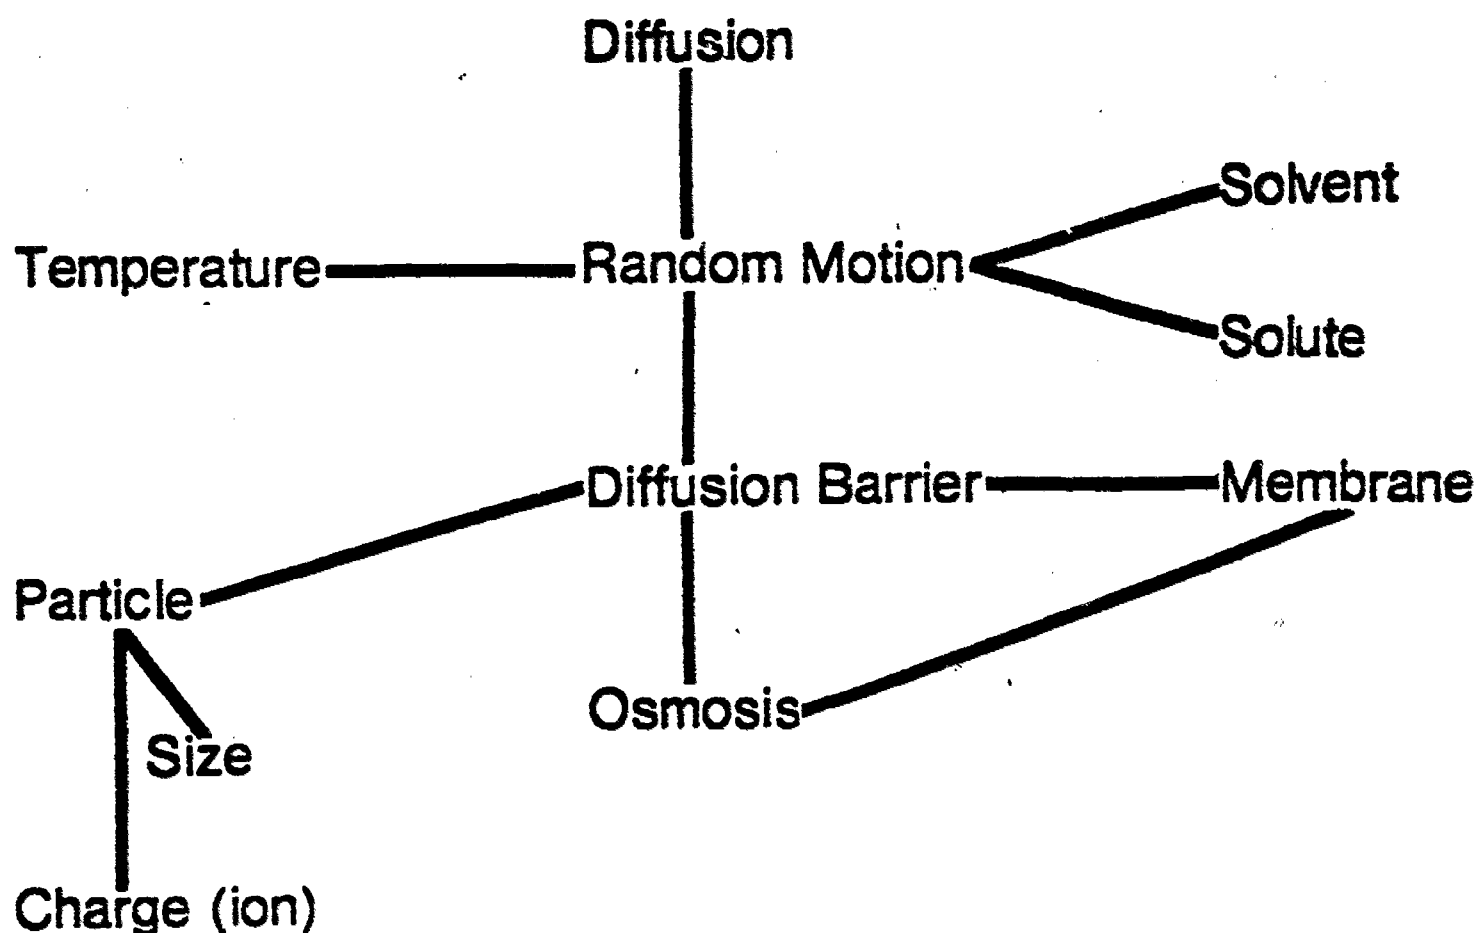 Diffusion
Solvent
Temperature
Random Motion
Solute
Diffusion Barrier
Membrane
Particle
Osmosis
Size
Charge (ion)